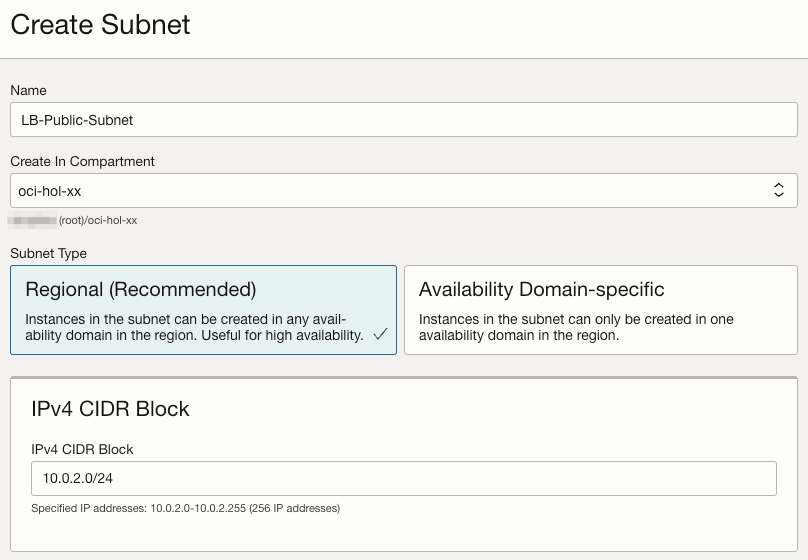 Create Subnet
Name
LB-Public-Subnet
Create In Compartment
oci-hol-xx
(root)/oci-hol-xx
Subnet Type
Regional (Recommended)
Instances in the subnet can be created in any avail-
ability domain in the region. Useful for high availability.
Availability Domain-specific
Instances in the subnet can only be created in one
availability domain in the region.
IPv4 CIDR Block
IPv4 CIDR Block
10.0.2.0/24
Specified IP addresses: 10.0.2.0-10.0.2.255 (256 IP addresses)